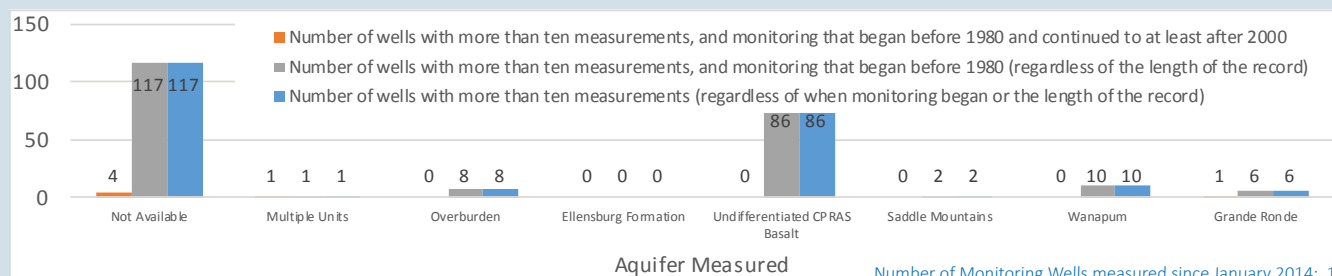 150
Number of wells with more than ten measurements, and monitoring that began before 1980 and continued to at least after 2000
Number of wells with more than ten measurements, and monitoring that began before 1980 (regardless of the length of the record)
Number of wells with more than ten measurements (regardless of when monitoring began or the length of the record)
100
50
0
4 117 117 1 1 1 0 8 8 0 0 0 0 86 86 0 2 2 0 10 10 1 6 6
Not Available Multiple Units Overburden Ellensburg Formation Undifferentiated CPRAS Saddle Mountains Wanapum Grande Ronde
Basalt
Aquifer Measured
Number of Monitoring Wells measured since January 2014: